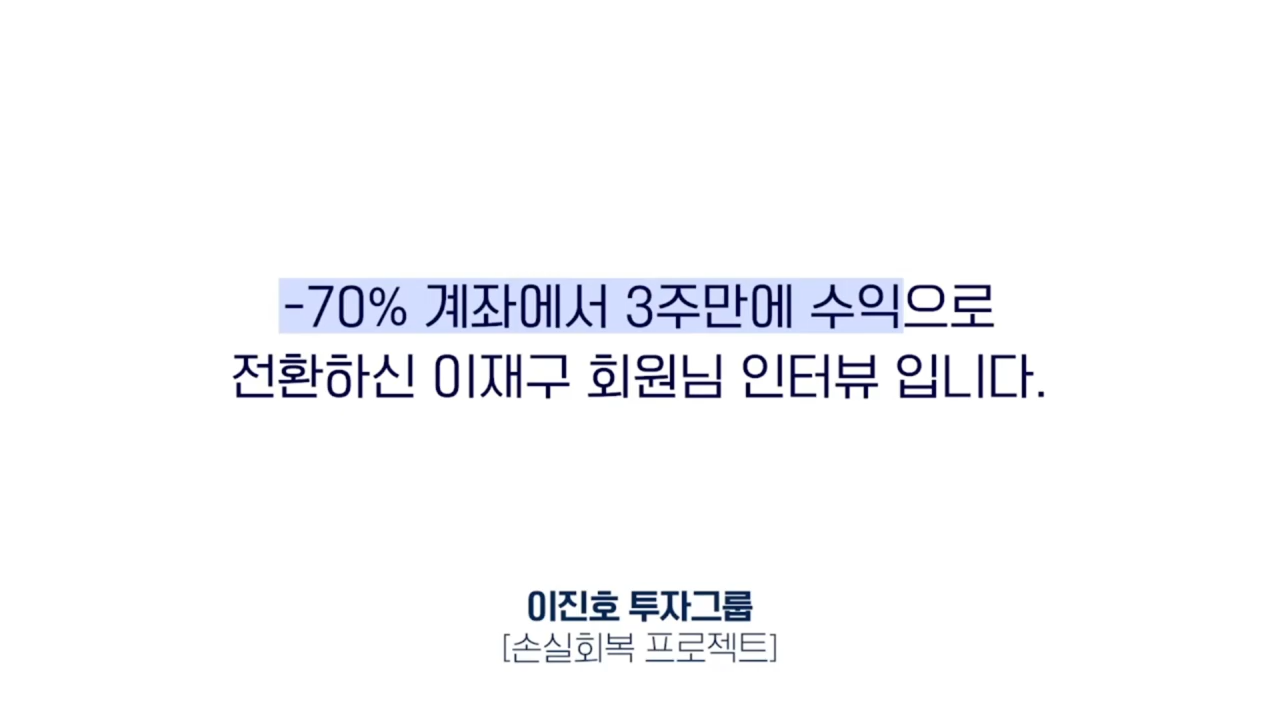 -70% 계좌에서 3주만에 수익으로
전환하신 이재구 회원님 인터뷰 입니다.
이진호 투자그룹
[손실회복 프로젝트]